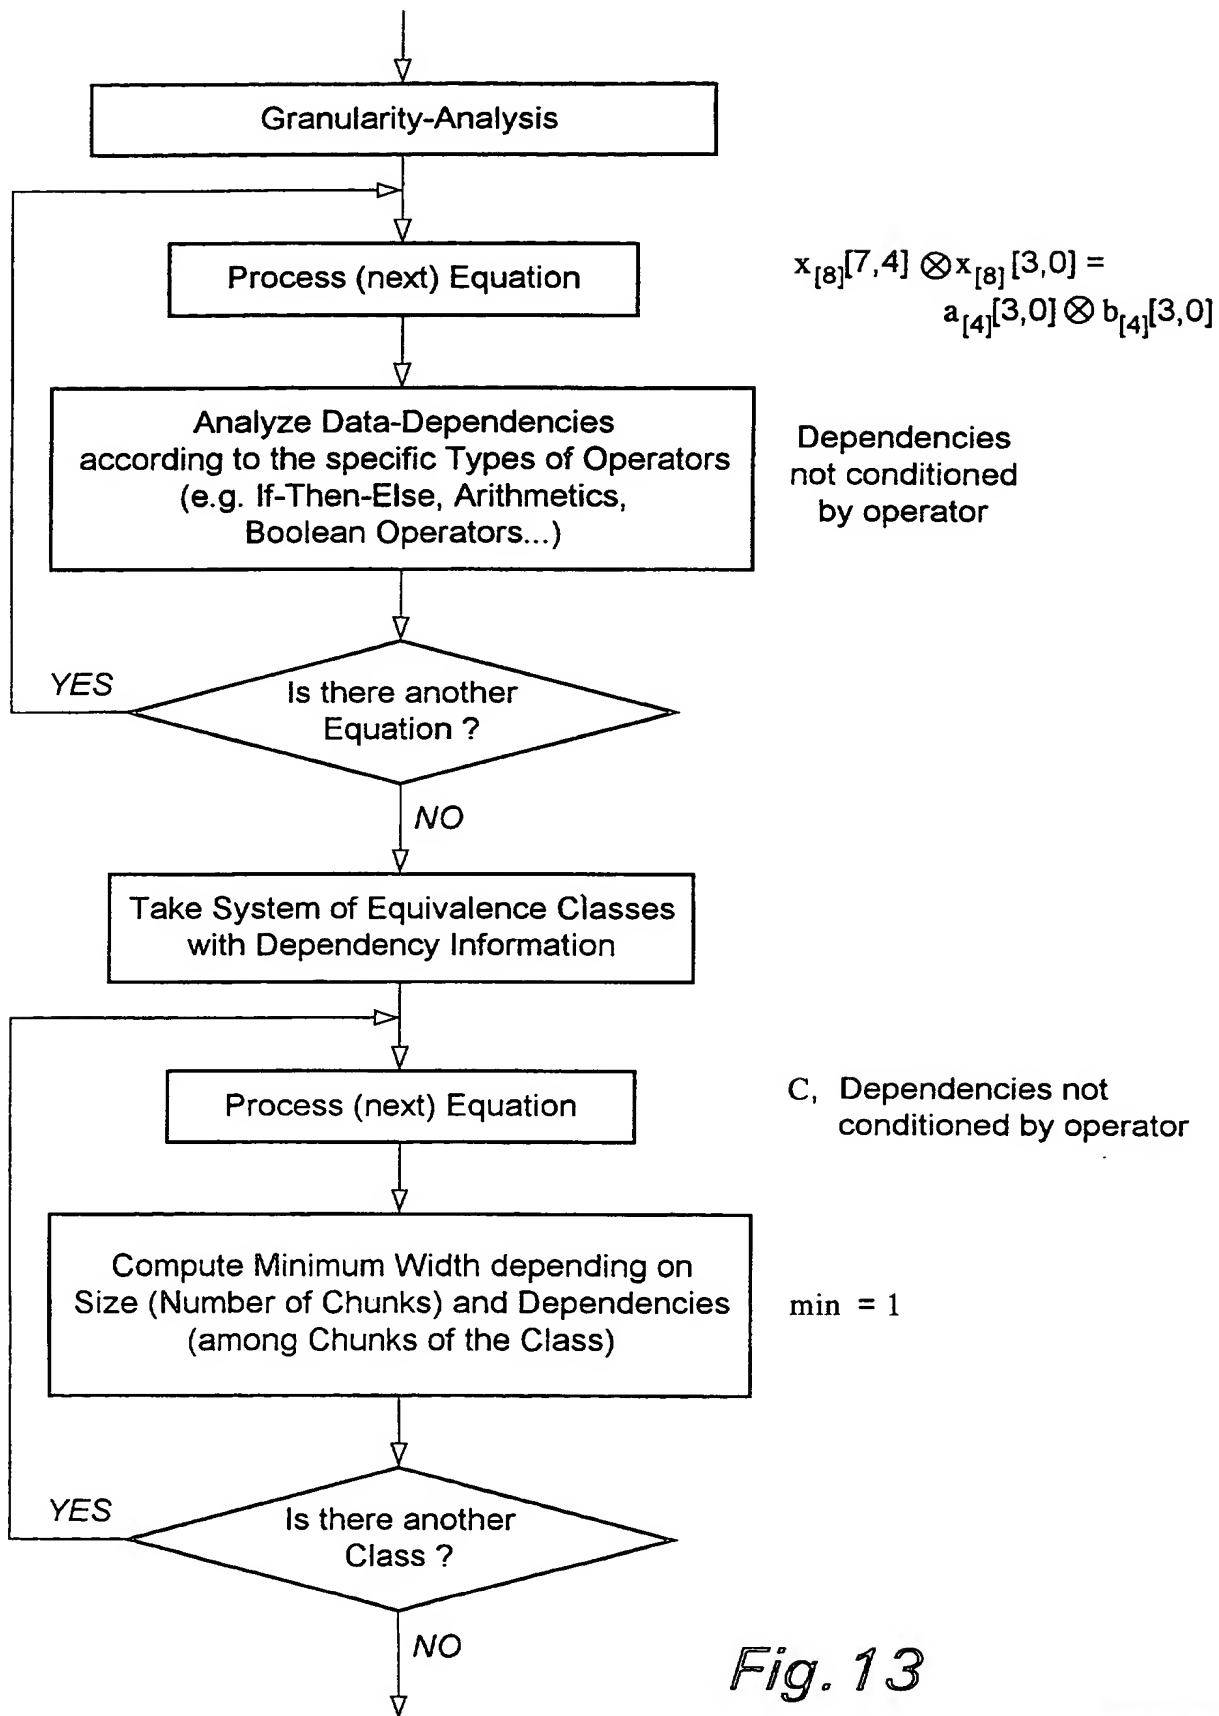 Granularity-Analysis
Process (next) Equation
x[8][7,4] ⊗ x[8] [3,0] =
a[4][3,0] ⊗ b[4][3,0]
Analyze Data-Dependencies
according to the specific Types of Operators
(e.g. If-Then-Else, Arithmetics,
Boolean Operators...)
Dependencies
not conditioned
by operator
YES
Is there another
Equation ?
NO
Take System of Equivalence Classes
with Dependency Information
Process (next) Equation
C, Dependencies not
conditioned by operator
Compute Minimum Width depending on
Size (Number of Chunks) and Dependencies
(among Chunks of the Class)
min = 1
YES
Is there another
Class ?
NO
Fig. 13